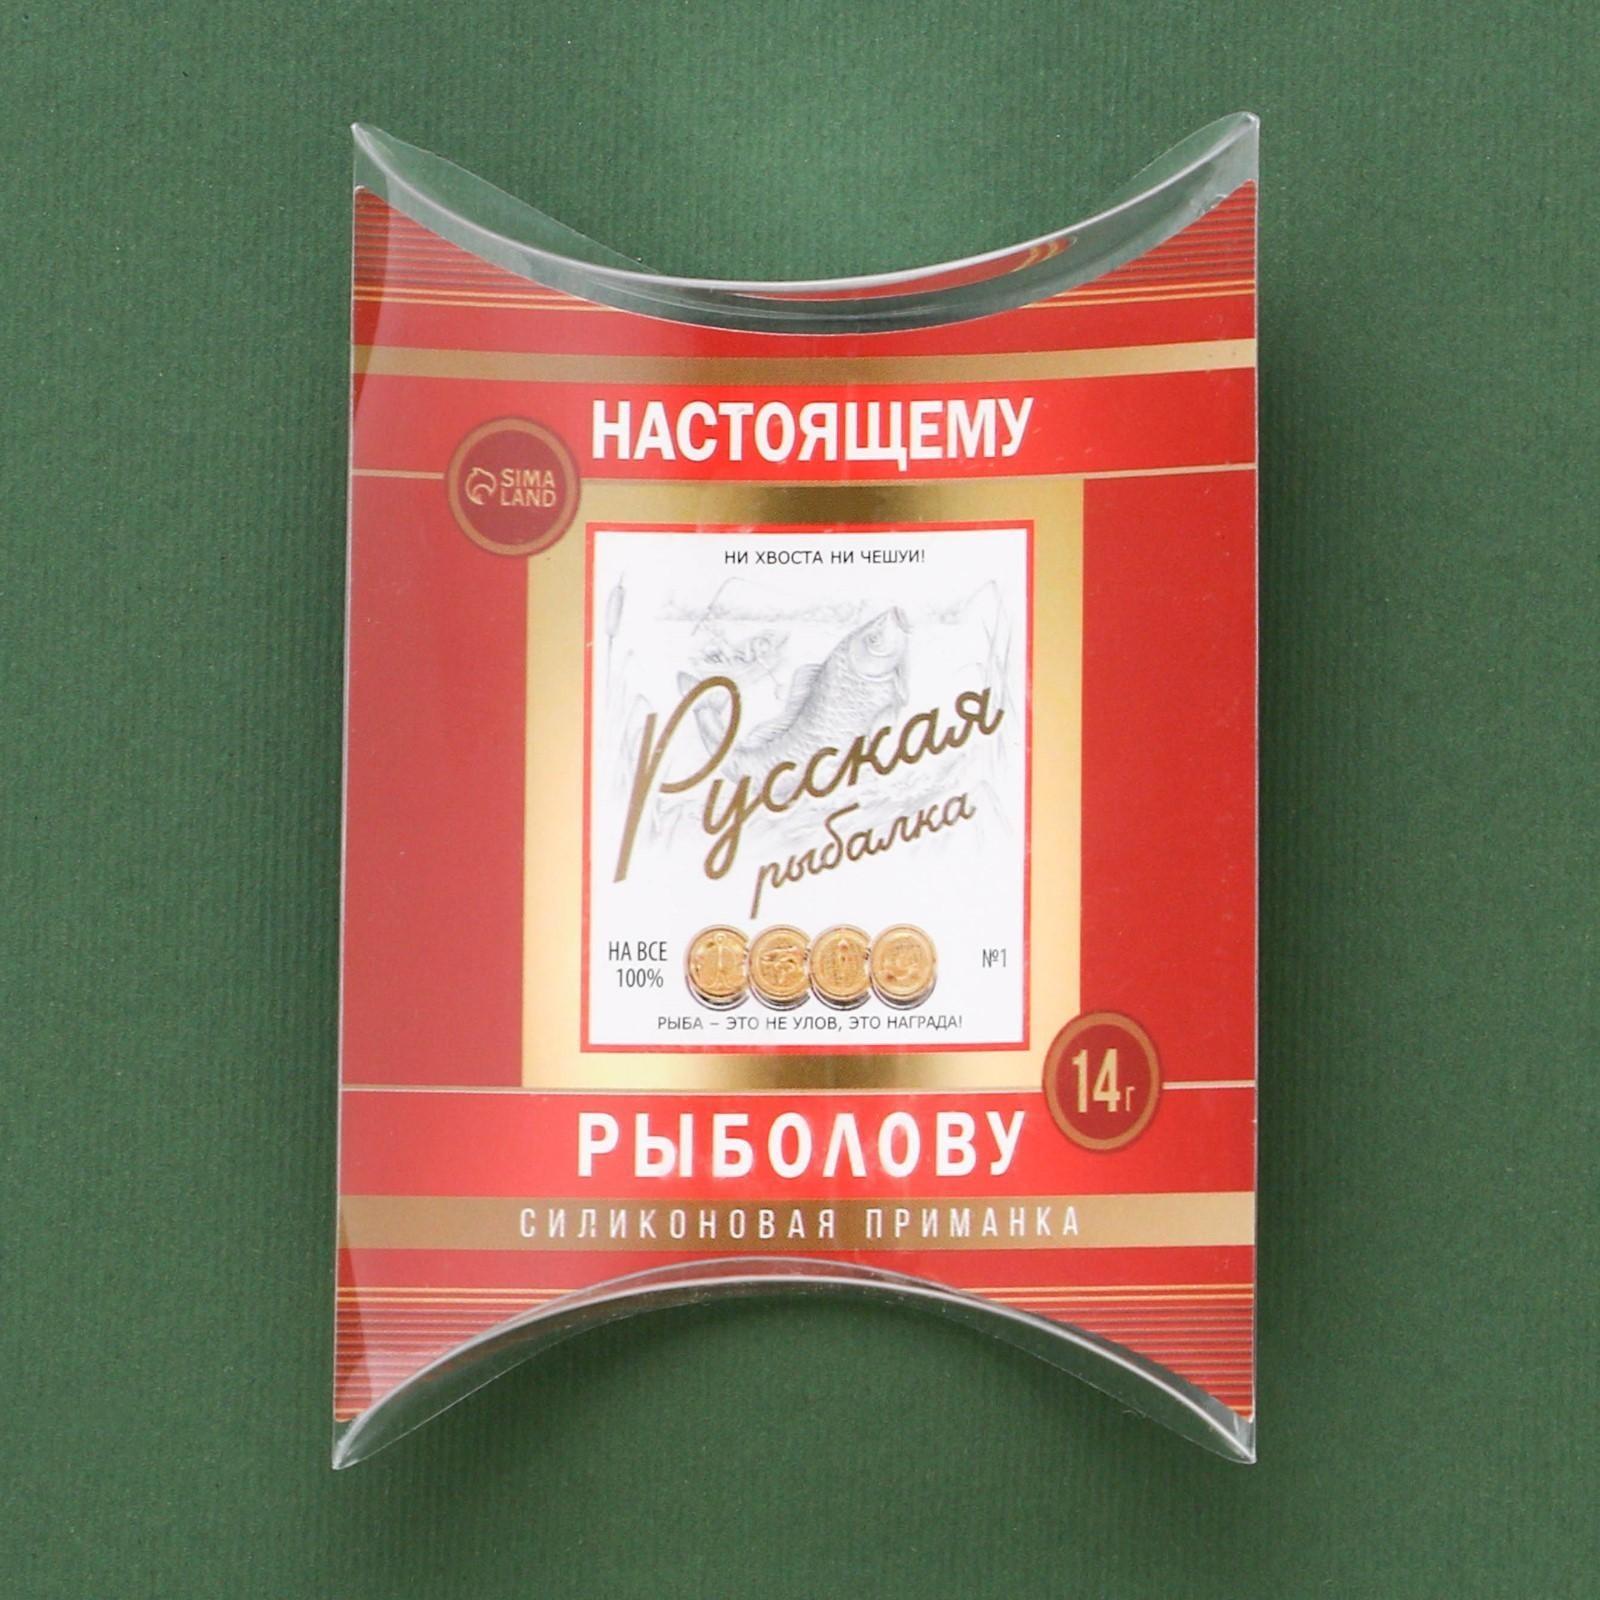 НАСТОЯЩЕМУ
SIMA
LAND
НИ ХВОСТА НИ ЧЕШУИ!
Русская
рыбалка
НА ВСЕ
100%
№1
РЫБА – ЭТО НЕ УЛОВ, ЭТО НАГРАДА!
14г
РЫБОЛОВУ
СИЛИКОНОВАЯ ПРИМАНКА